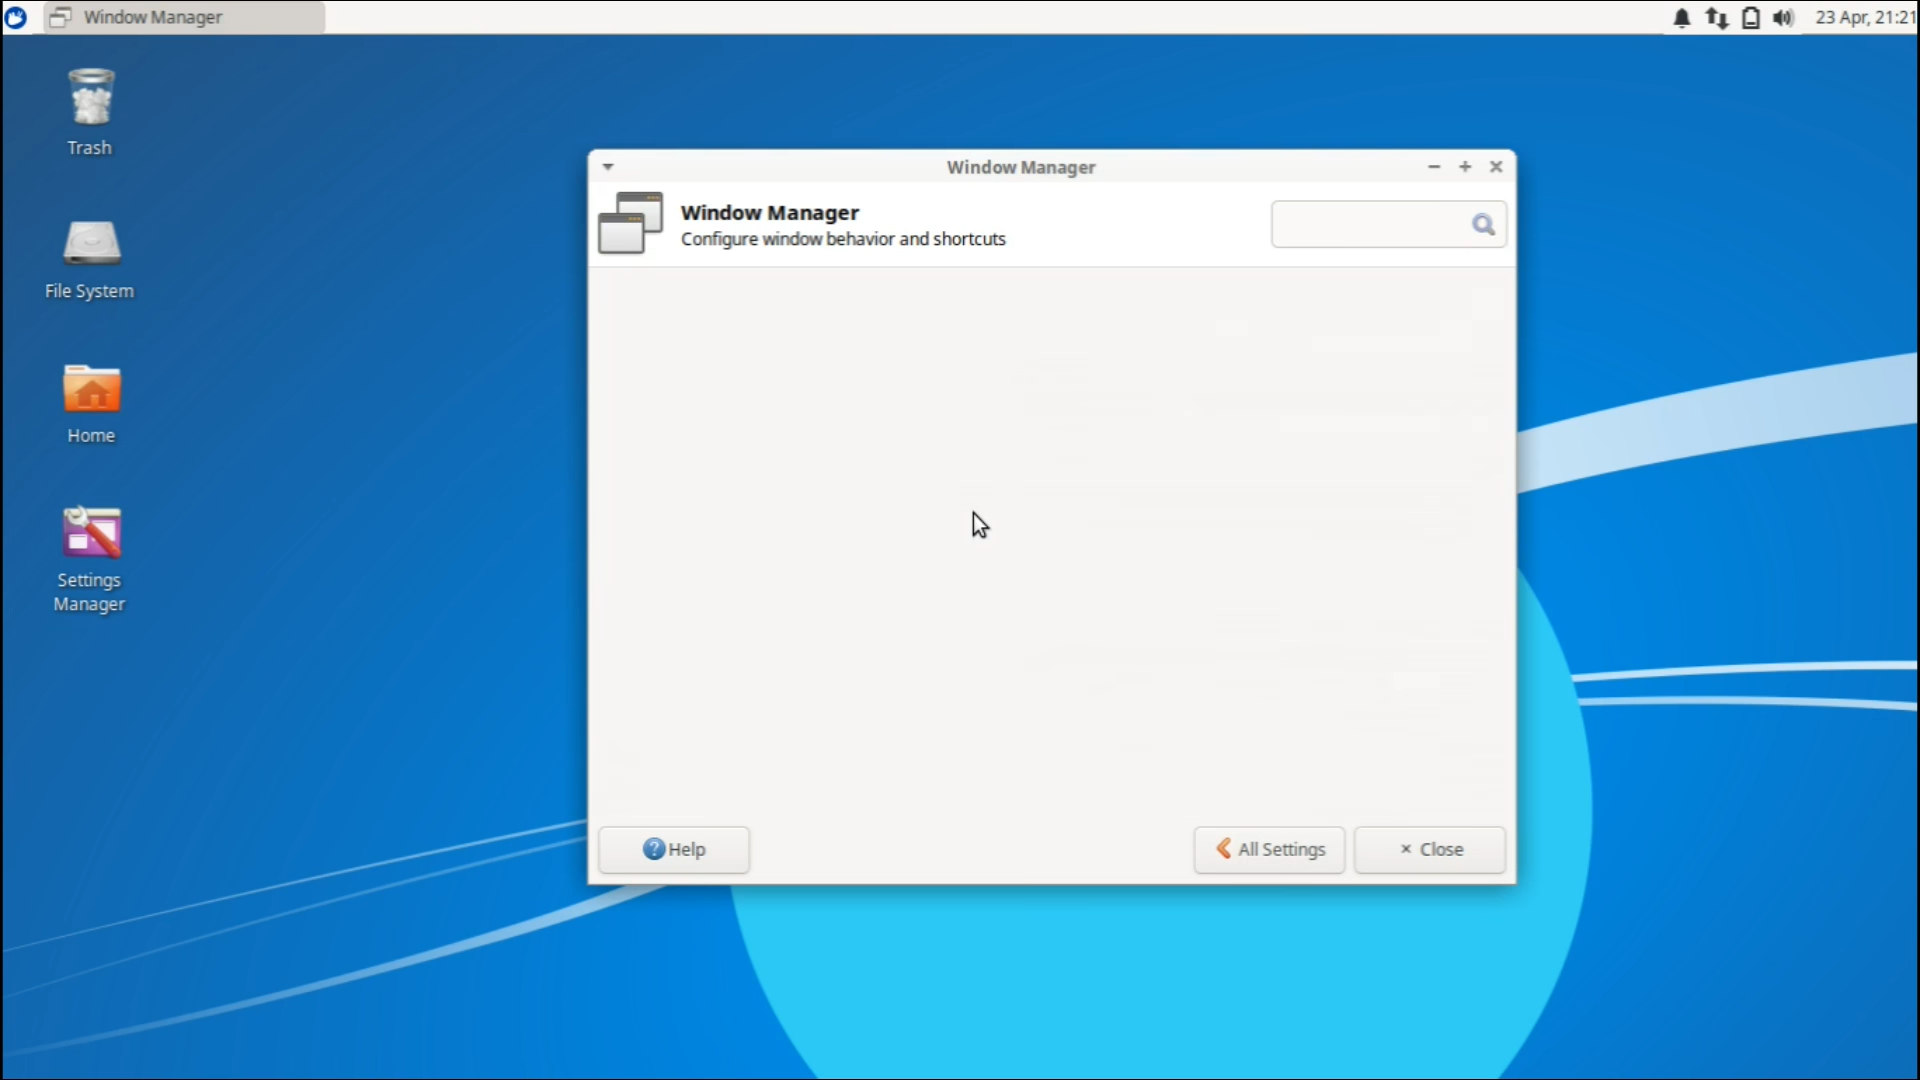 Window Manager
23 Apr, 21:21
Trash
File System
Home
Settings
Manager
Window Manager
Window Manager
Configure window behavior and shortcuts
Help
All Settings
Close